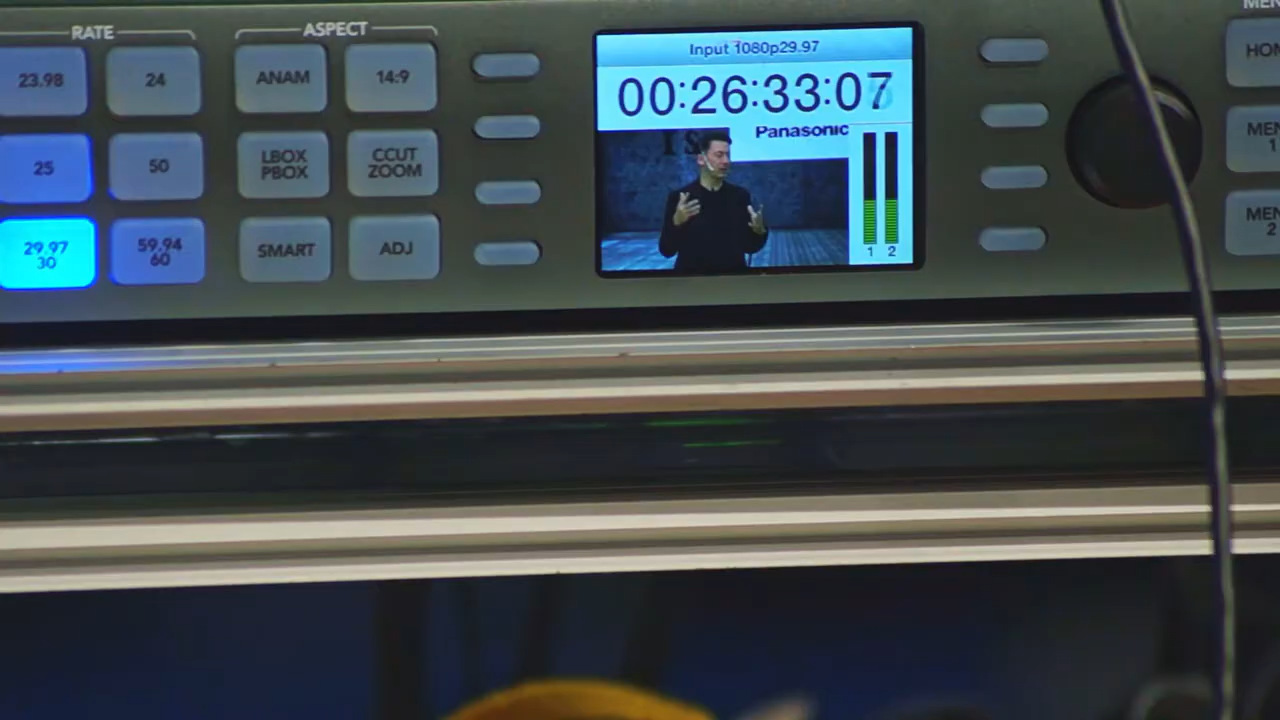 RATE
23.98
24
25
50
29.97
30
59.94
60
ASPECT
ANAM
14:9
LBOX
PBOX
CCUT
ZOOM
SMART
ADJ
Input 1080p29.97
00:26:33:07
Panasonic
1 2
MEN
HOM
MEN
1
MEN
2